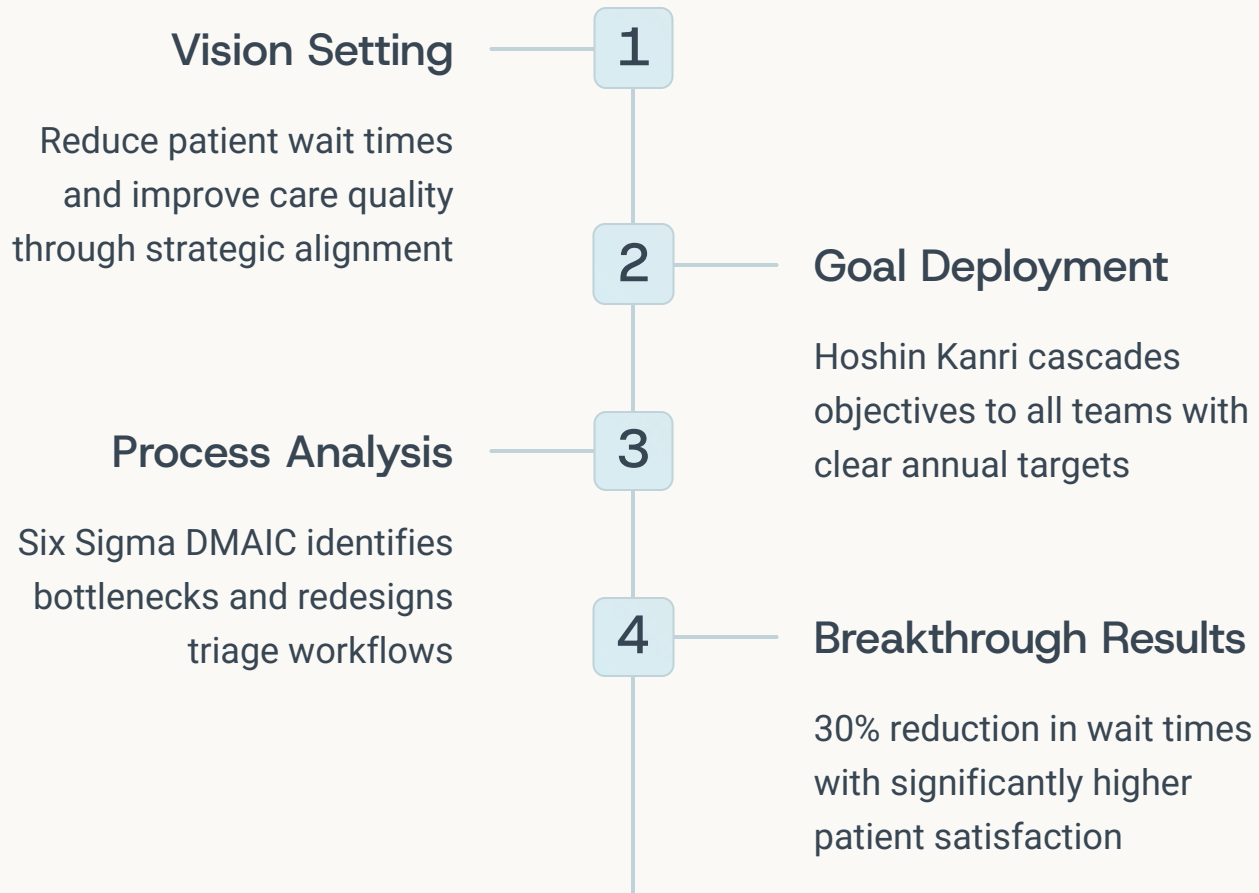 1
Vision Setting
Reduce patient wait times
and improve care quality
through strategic alignment
2
Goal Deployment
Hoshin Kanri cascades
objectives to all teams with
clear annual targets
3
Process Analysis
Six Sigma DMAIC identifies
bottlenecks and redesigns
triage workflows
4
Breakthrough Results
30% reduction in wait times
with significantly higher
patient satisfaction